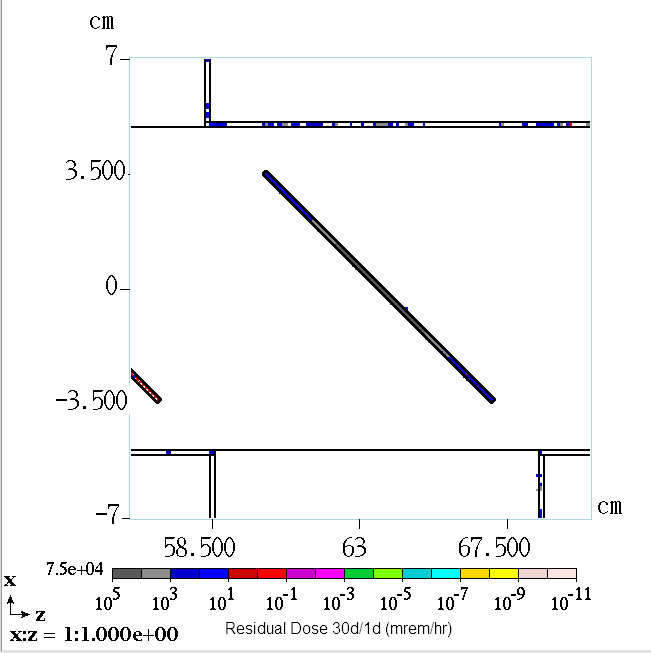 cm
7
3.500
0
-3.500
-7
cm
58.500 63 67.500
7.5e+04
10^5 10^3 10^1 10^-1 10^-3 10^-5 10^-7 10^-9 10^-11
x
z
x:z = 1:1.000e+00
Residual Dose 30d/1d (mrem/hr)